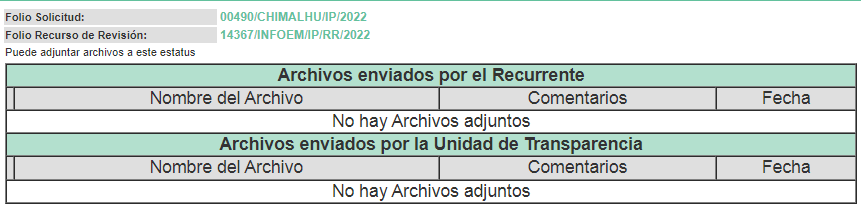 Folio Solicitud: 00490/CHIMALHU/IP/2022
Folio Recurso de Revisión: 14367/INFOEM/IP/RR/2022
Puede adjuntar archivos a este estatus
Archivos enviados por el Recurrente
Nombre del Archivo Comentarios Fecha
No hay Archivos adjuntos
Archivos enviados por la Unidad de Transparencia
Nombre del Archivo Comentarios Fecha
No hay Archivos adjuntos